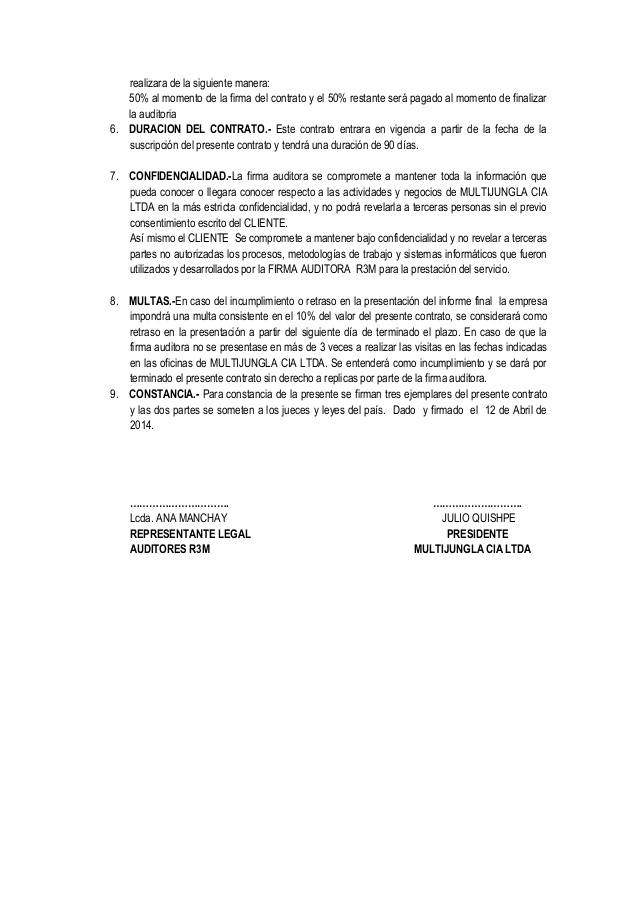 realizara de la siguiente manera:
50% al momento de la firma del contrato y el 50% restante será pagado al momento de finalizar
la auditoria
6. DURACION DEL CONTRATO.- Este contrato entrara en vigencia a partir de la fecha de la
suscripción del presente contrato y tendrá una duración de 90 días.
7. CONFIDENCIALIDAD.-La firma auditora se compromete a mantener toda la información que
pueda conocer o llegara conocer respecto a las actividades y negocios de MULTIJUNGLA CIA
LTDA en la más estricta confidencialidad, y no podrá revelarla a terceras personas sin el previo
consentimiento escrito del CLIENTE.
Así mismo el CLIENTE Se compromete a mantener bajo confidencialidad y no revelar a terceras
partes no autorizadas los procesos, metodologías de trabajo y sistemas informáticos que fueron
utilizados y desarrollados por la FIRMA AUDITORA R3M para la prestación del servicio.
8. MULTAS.-En caso del incumplimiento o retraso en la presentación del informe final la empresa
impondrá una multa consistente en el 10% del valor del presente contrato, se considerará como
retraso en la presentación a partir del siguiente día de terminado el plazo. En caso de que la
firma auditora no se presentase en más de 3 veces a realizar las visitas en las fechas indicadas
en las oficinas de MULTIJUNGLA CIA LTDA. Se entenderá como incumplimiento y se dará por
terminado el presente contrato sin derecho a replicas por parte de la firma auditora.
9. CONSTANCIA.- Para constancia de la presente se firman tres ejemplares del presente contrato
y las dos partes se someten a los jueces y leyes del país. Dado y firmado el 12 de Abril de
2014.
…………………………… …………………………
Lcda. ANA MANCHAY JULIO QUISHPE
REPRESENTANTE LEGAL PRESIDENTE
AUDITORES R3M MULTIJUNGLA CIA LTDA